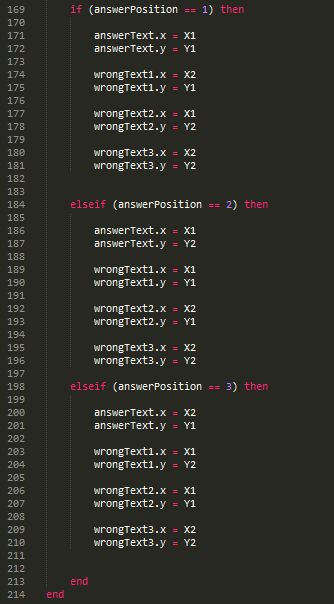 169 if (answerPosition == 1) then
170
171 answerText.x = X1
172 answerText.y = Y1
173
174 wrongText1.x = X2
175 wrongText1.y = Y1
176
177 wrongText2.x = X1
178 wrongText2.y = Y2
179
180 wrongText3.x = X2
181 wrongText3.y = Y2
182
183
184 elseif (answerPosition == 2) then
185
186 answerText.x = X1
187 answerText.y = Y2
188
189 wrongText1.x = X1
190 wrongText1.y = Y1
191
192 wrongText2.x = X2
193 wrongText2.y = Y1
194
195 wrongText3.x = X2
196 wrongText3.y = Y2
197
198 elseif (answerPosition == 3) then
199
200 answerText.x = X2
201 answerText.y = Y1
202
203 wrongText1.x = X1
204 wrongText1.y = Y2
205
206 wrongText2.x = X1
207 wrongText2.y = Y1
208
209 wrongText3.x = X2
210 wrongText3.y = Y2
211
212
213 end
214 end